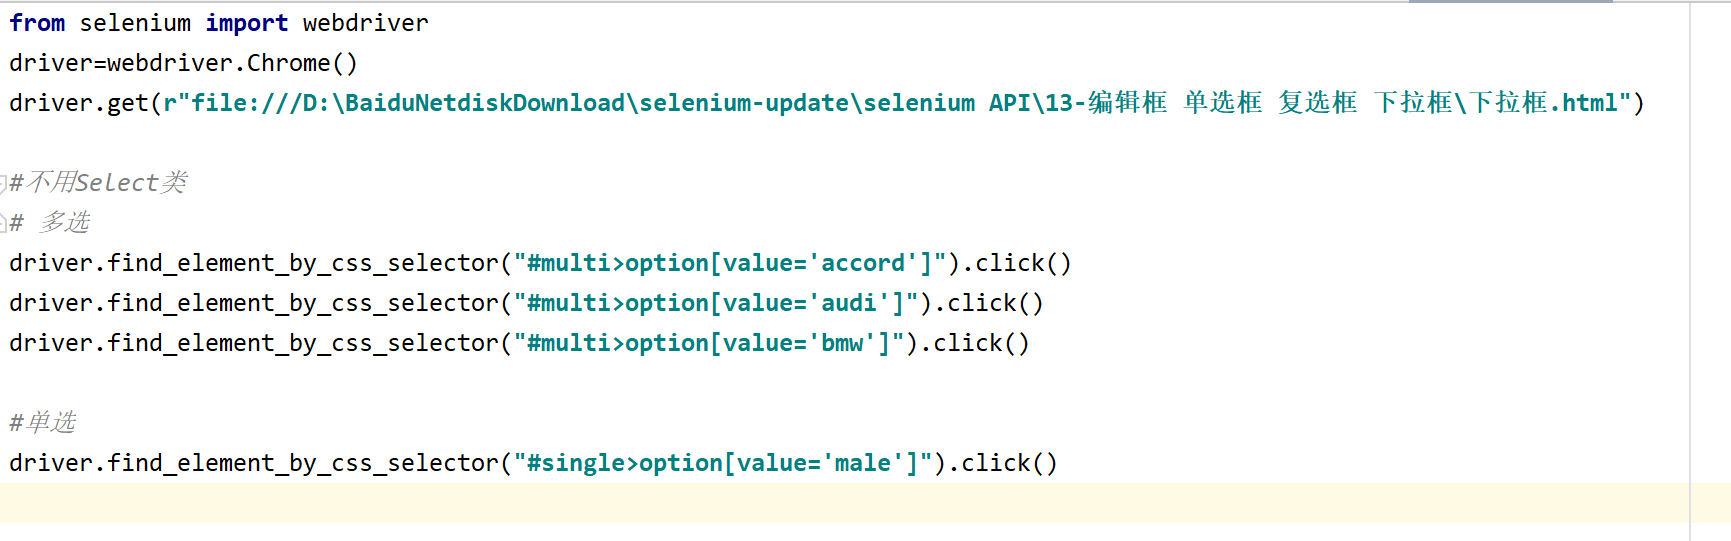 from selenium import webdriver
driver=webdriver.Chrome()
driver.get(r"file:///D:\BaiduNetdiskDownload\selenium-update\selenium API\13-编辑框 单选框 复选框 下拉框\下拉框.html")
#不用Select类
# 多选
driver.find_element_by_css_selector("#multi>option[value='accord']").click()
driver.find_element_by_css_selector("#multi>option[value='audi']").click()
driver.find_element_by_css_selector("#multi>option[value='bmw']").click()
#单选
driver.find_element_by_css_selector("#single>option[value='male']").click()